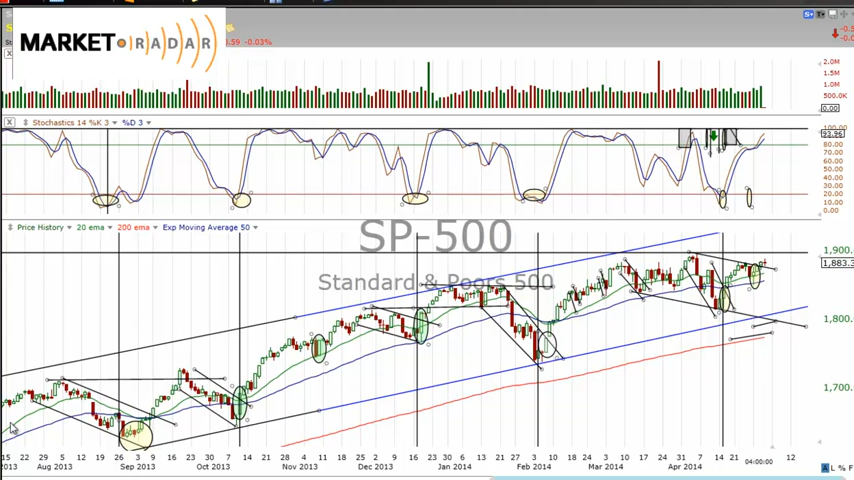 MARKET RADAR
.59 -0.03%
2.0M
1.5M
1.0M
500.0K
0.00
X Stochastics 14 %K 3 %D 3
100.00
93.96
80.00
70.00
60.00
50.00
40.00
30.00
20.00
10.00
0.00
X Price History 20 ema 200 ema Exp Moving Average 50
SP-500
Standard & Poors 500
1,900.
1,883.3
1,800.
1,700.
15 22 29 5 12 19 26 3 9 16 23 7 14 21 28 4 11 18 25 9 16 23 6 13 21 27 3 10 18 24 10 17 24 7 14 21 04:00:00 12
2013 Aug 2013 Sep 2013 Oct 2013 Nov 2013 Dec 2013 Jan 2014 Feb 2014 Mar 2014 Apr 2014
A L % F